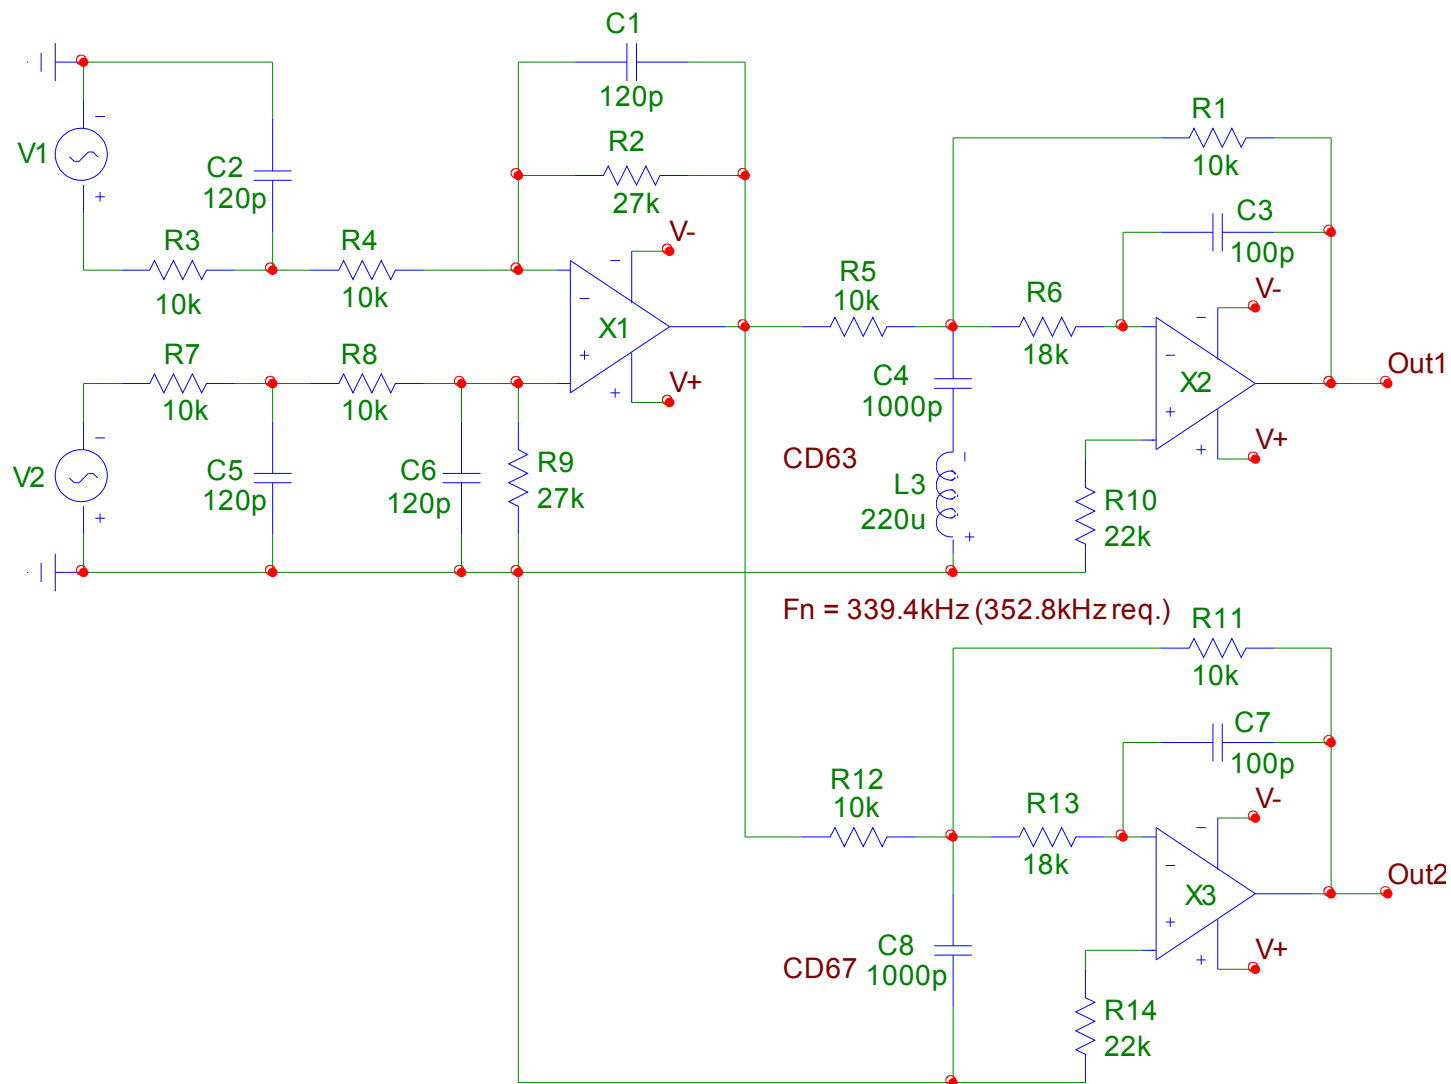 C1
120p
R2
27k
V1
C2
120p
R3
10k
R4
10k
V-
X1
V+
R7
10k
R8
10k
V2
C5
120p
C6
120p
R9
27k
R1
10k
C3
100p
R5
10k
R6
18k
V-
X2
Out1
V+
C4
1000p
CD63
L3
220u
R10
22k
Fn = 339.4kHz (352.8kHz req.)
R11
10k
C7
100p
R12
10k
R13
18k
V-
X3
Out2
V+
C8
1000p
CD67
R14
22k